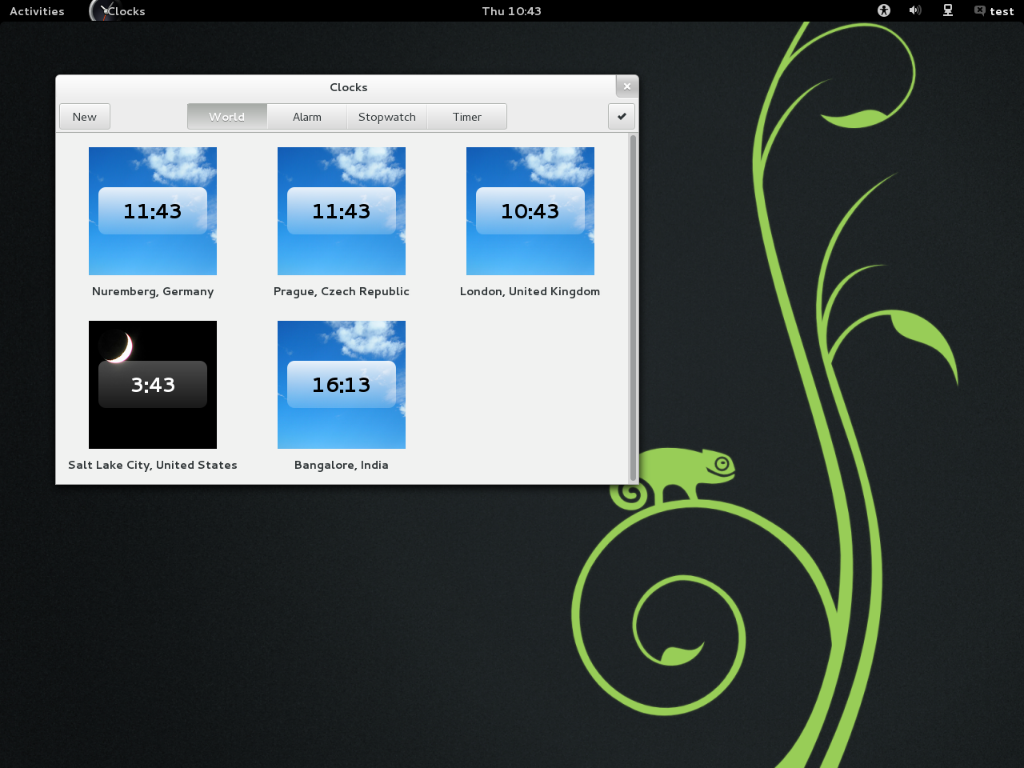 Activities Clocks Thu 10:43 test
Clocks
New World Alarm Stopwatch Timer
11:43 11:43 10:43
Nuremberg, Germany Prague, Czech Republic London, United Kingdom
3:43 16:13
Salt Lake City, United States Bangalore, India